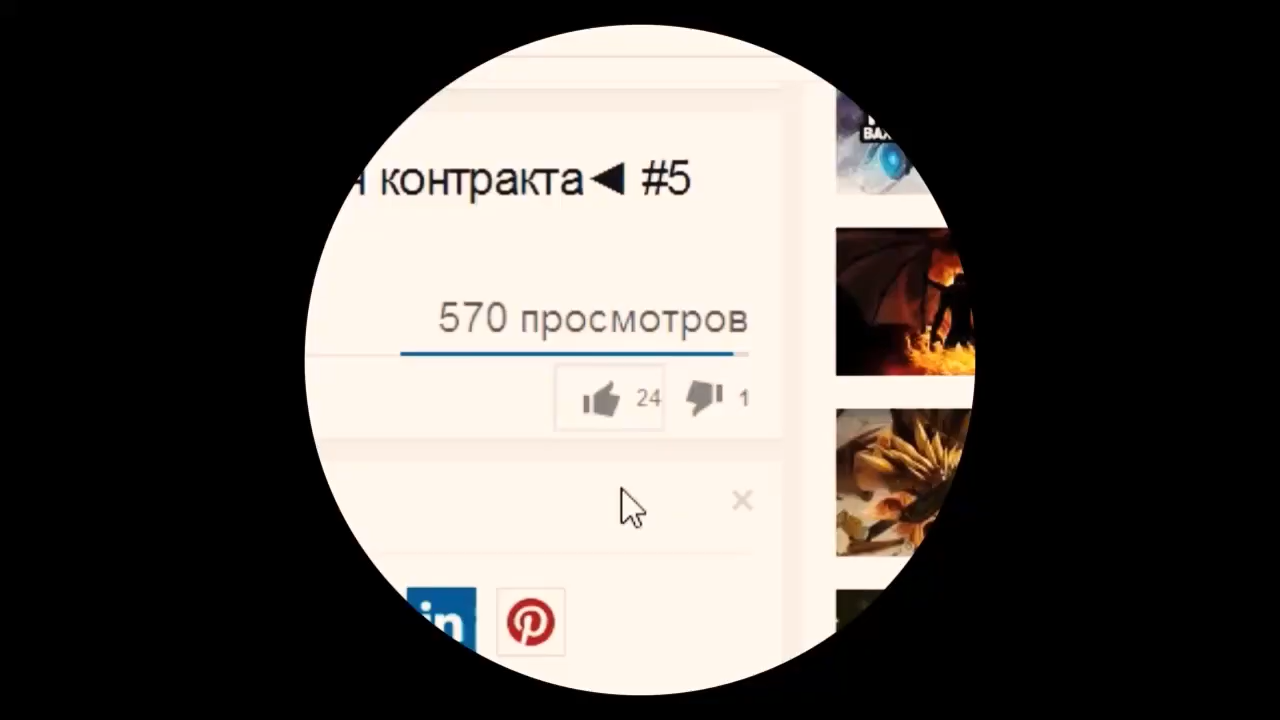 контракта◀ #5
570 просмотров
24 1
in